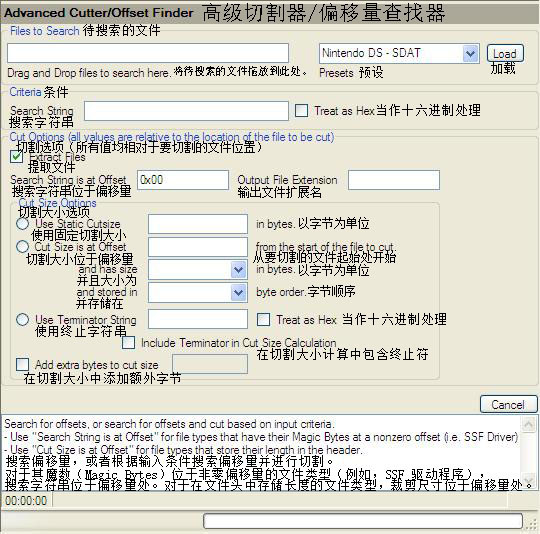 Advanced Cutter/Offset Finder 高级切割器/偏移量查找器
Files to Search 待搜索的文件
Nintendo DS - SDAT
Load
加载
Drag and Drop files to search here. 将待搜索的文件拖放到此处。
Presets 预设
Criteria 条件
Search String
搜索字符串
Treat as Hex 当作十六进制处理
Cut Options (all values are relative to the location of the file to be cut)
切割选项（所有值均相对于要切割的文件位置）
Extract Files
提取文件
Search String is at Offset
搜索字符串位于偏移量
0x00
Output File Extension
输出文件扩展名
Cut Size Options
切割大小选项
Use Static Cutsize
使用固定切割大小
in bytes. 以字节为单位
Cut Size is at Offset
切割大小位于偏移量
from the start of the file to cut.
从要切割的文件起始处开始
and has size
并且大小为
in bytes. 以字节为单位
and stored in
并存储在
byte order. 字节顺序
Use Terminator String
使用终止字符串
Treat as Hex 当作十六进制处理
Include Terminator in Cut Size Calculation
在切割大小计算中包含终止符
Add extra bytes to cut size
在切割大小中添加额外字节
Cancel
Search for offsets, or search for offsets and cut based on input criteria.
- Use "Search String is at Offset" for file types that have their Magic Bytes at a nonzero offset (i.e. SSF Driver)
- Use "Cut Size is at Offset" for file types that store their length in the header.
搜索偏移量，或者根据输入条件搜索偏移量并进行切割。
对于其魔数（Magic Bytes）位于非零偏移量的文件类型（例如，SSF 驱动程序），
搜索字符串位于偏移量处。对于在文件头中存储长度的文件类型，裁剪尺寸位于偏移量处。
00:00:00